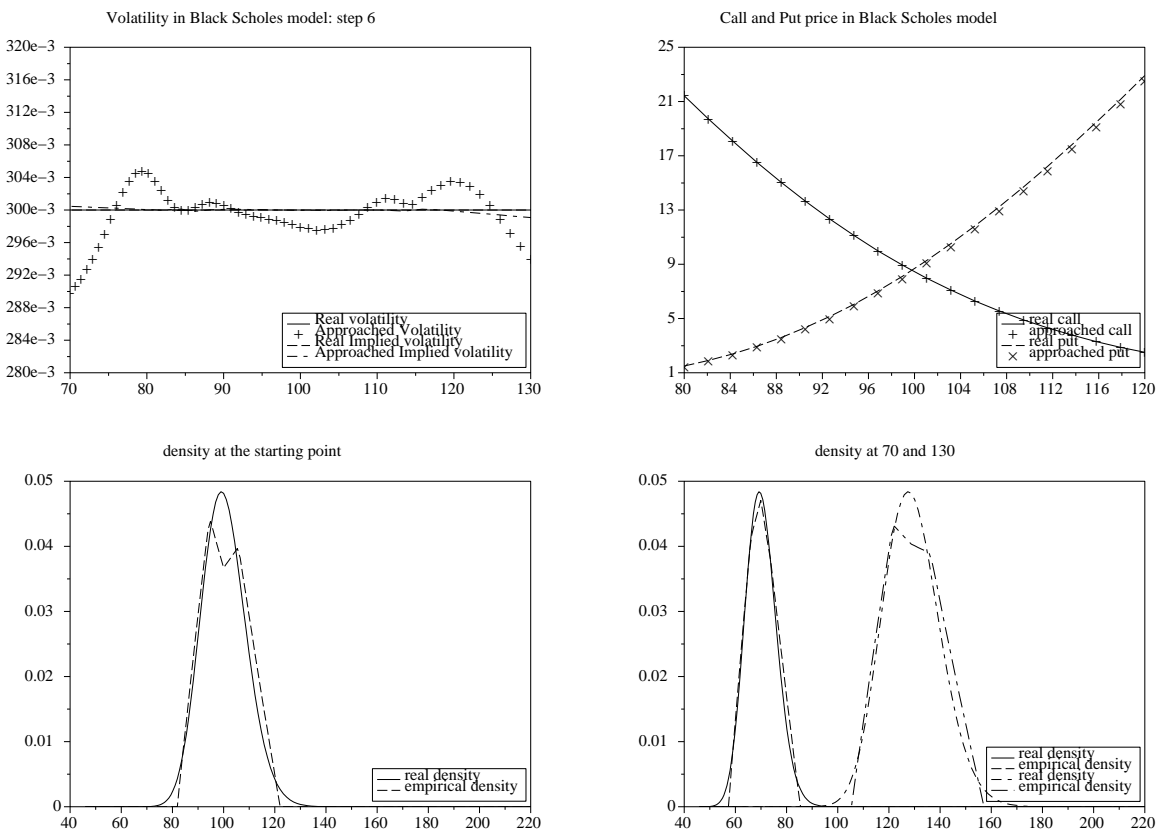 Volatility in Black Scholes model: step 6
320e−3
316e−3
312e−3
308e−3
304e−3
300e−3
296e−3
292e−3
288e−3
284e−3
280e−3
70 80 90 100 110 120 130
Real volatility
Approached Volatility
Real Implied volatility
Approached Implied volatility
Call and Put price in Black Scholes model
25
21
17
13
9
5
1
80 84 88 92 96 100 104 108 112 116 120
real call
approached call
real put
approached put
density at the starting point
0.05
0.04
0.03
0.02
0.01
0
40 60 80 100 120 140 160 180 200 220
real density
empirical density
density at 70 and 130
0.05
0.04
0.03
0.02
0.01
0
40 60 80 100 120 140 160 180 200 220
real density
empirical density
real density
empirical density